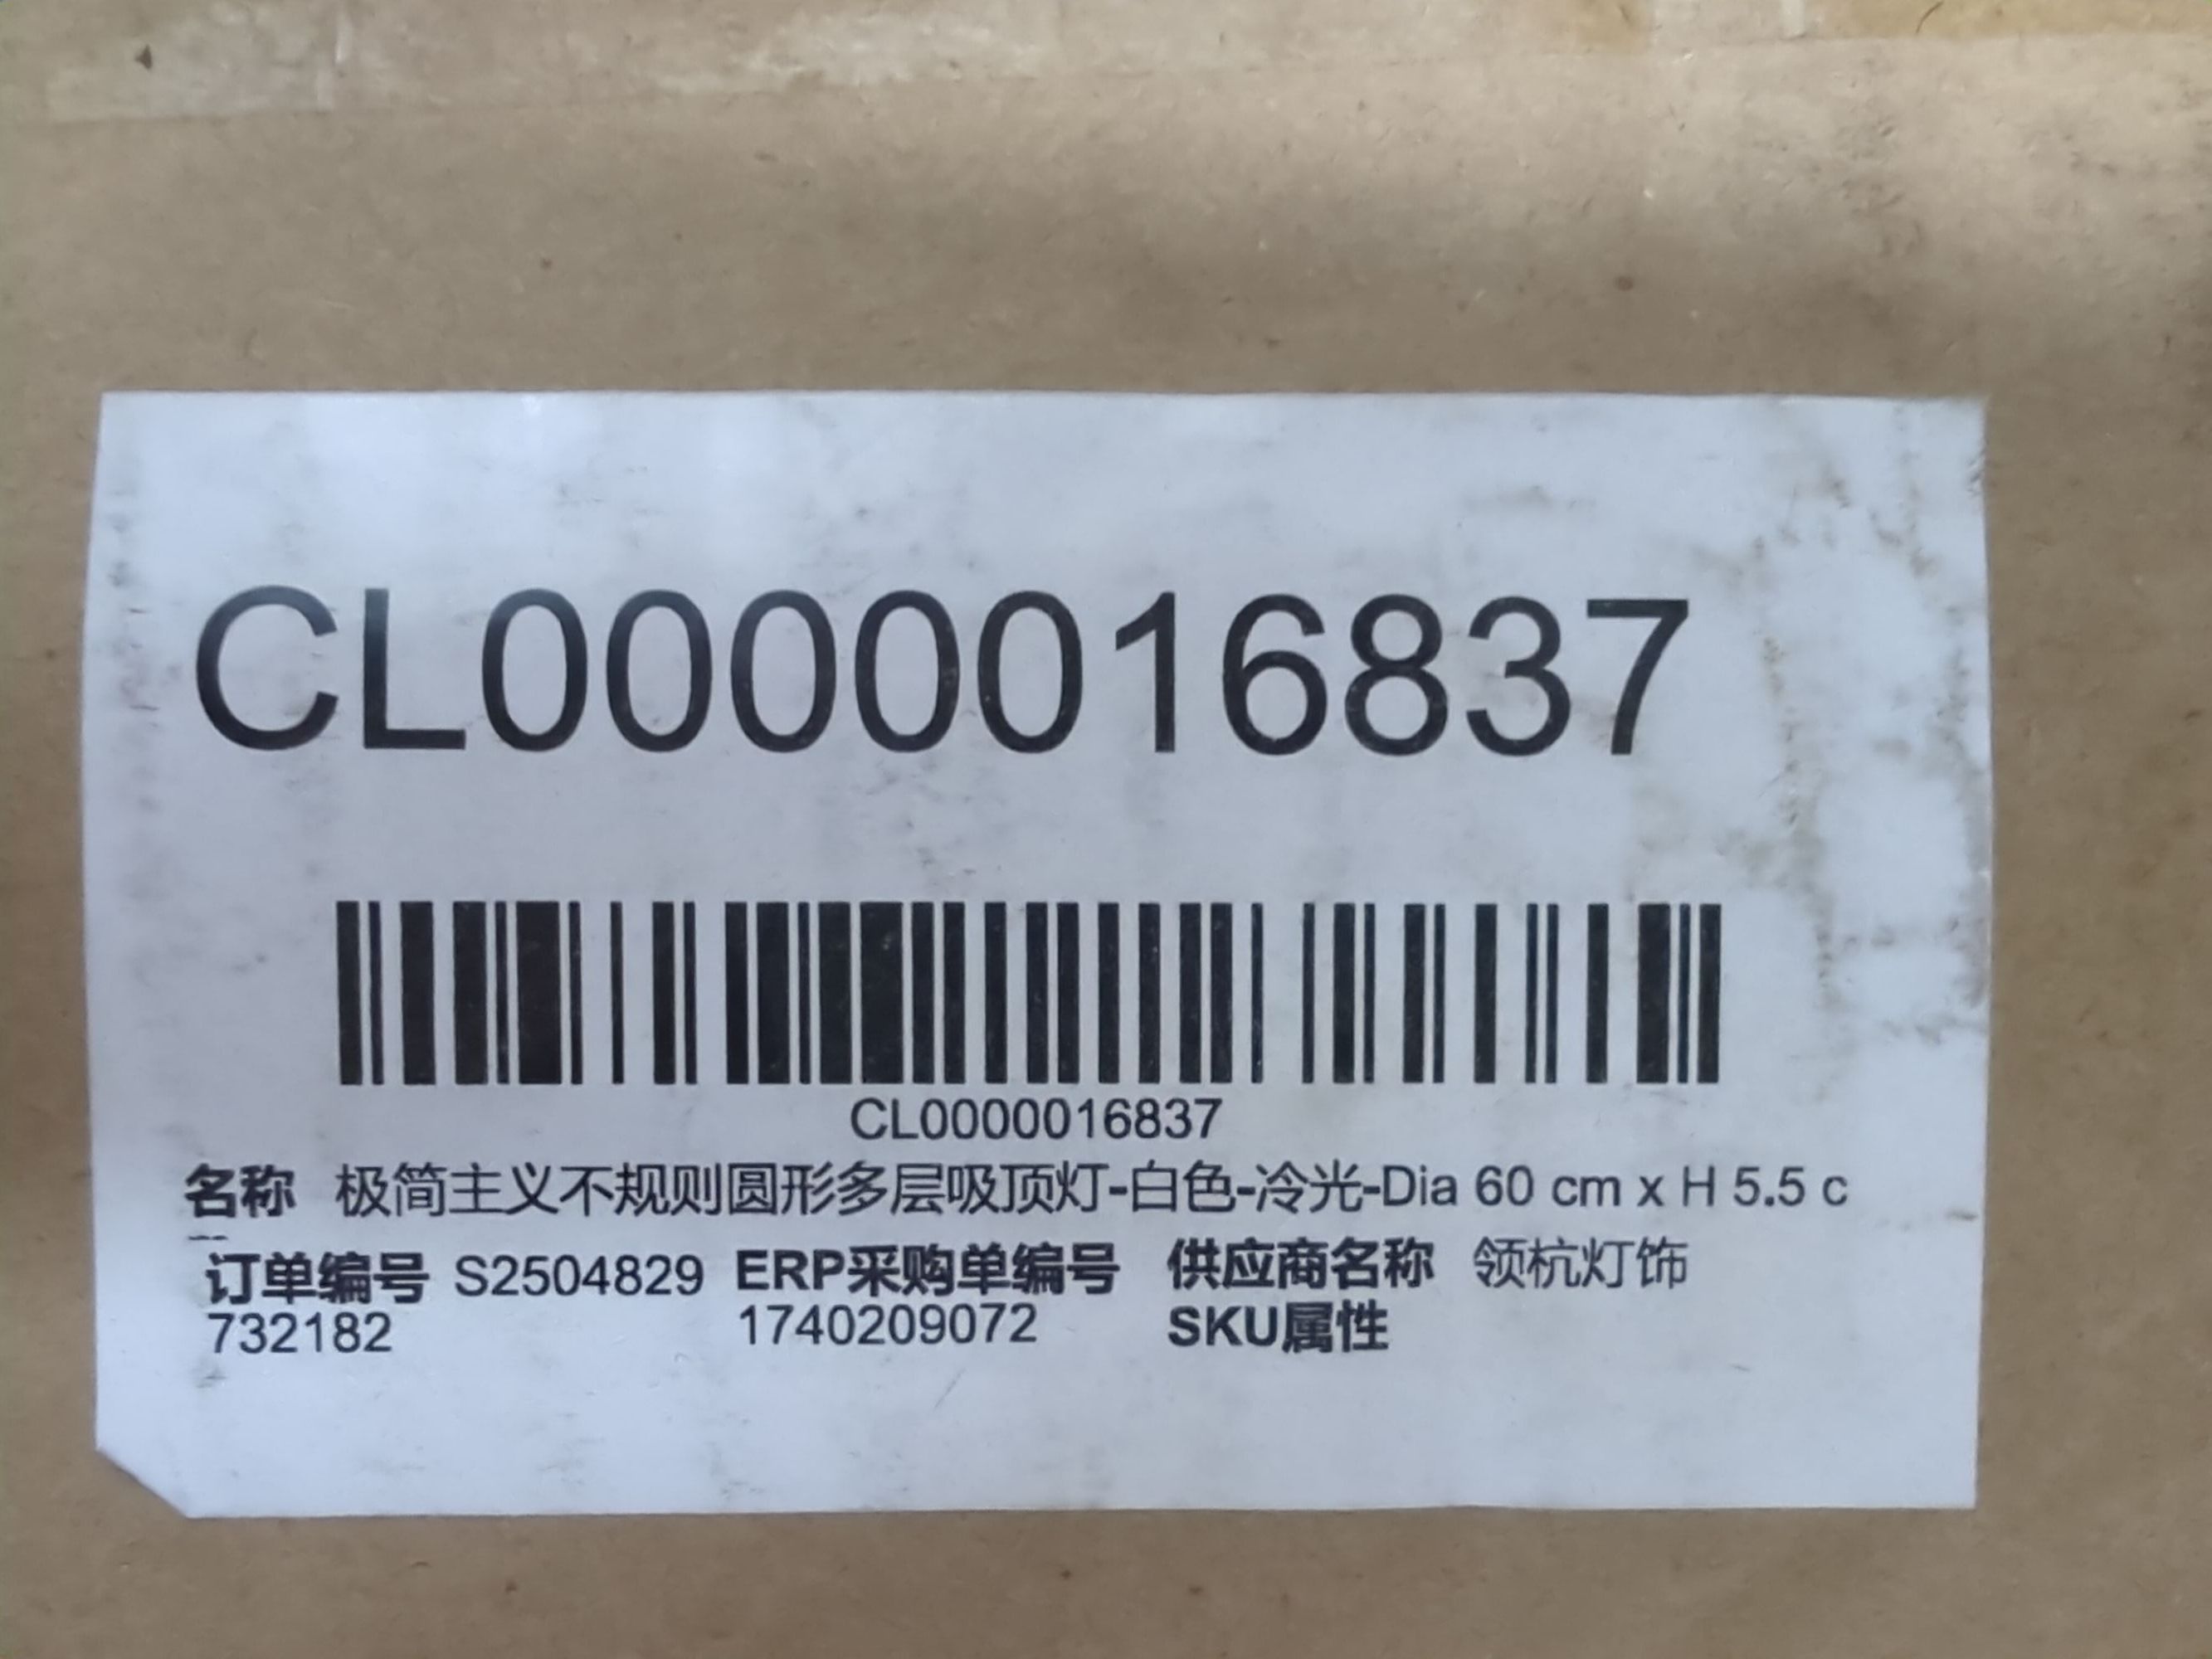 CL0000016837
CL0000016837
名称 极简主义不规则圆形多层吸顶灯-白色-冷光-Dia 60 cm x H 5.5 c
订单编号 S2504829 ERP采购单编号 供应商名称 领杭灯饰
732182 1740209072 SKU属性